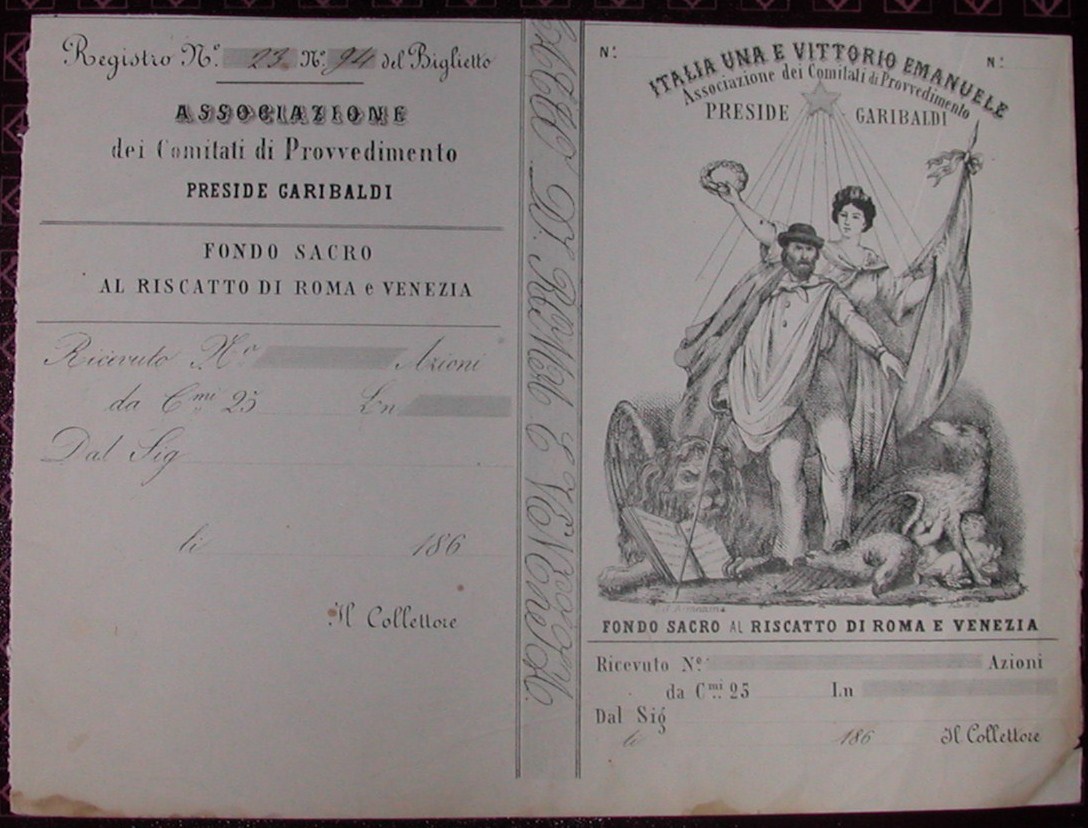 Registro N.º 23 N.º 94 del Biglietto
ASSOCIAZIONE
dei Comitati di Provvedimento
PRESIDE GARIBALDI
FONDO SACRO
AL RISCATTO DI ROMA e VENEZIA
Ricevuto N.º Azioni
da C.mi 25 Ln
Dal Sig
li 186
Il Collettore
N.º N.º
ITALIA UNA E VITTORIO EMANUELE
Associazione dei Comitati di Provvedimento
PRESIDE GARIBALDI
FONDO SACRO AL RISCATTO DI ROMA E VENEZIA
Ricevuto N.º Azioni
da C.mi 25 Ln
Dal Sig
li 186 Il Collettore